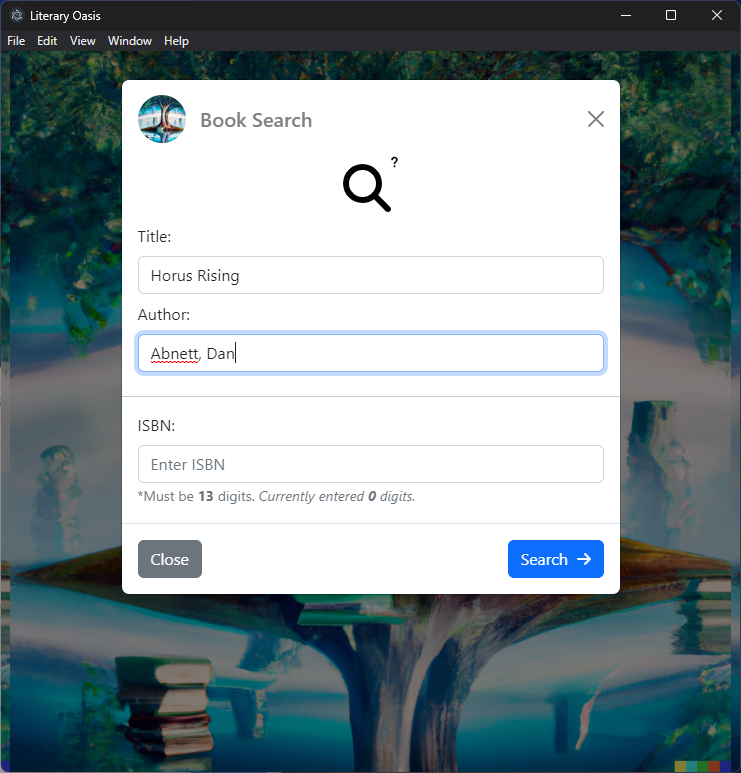 Literary Oasis
File Edit View Window Help
Book Search
?
Title:
Horus Rising
Author:
Abnett, Dan
ISBN:
Enter ISBN
*Must be 13 digits. Currently entered 0 digits.
Close Search